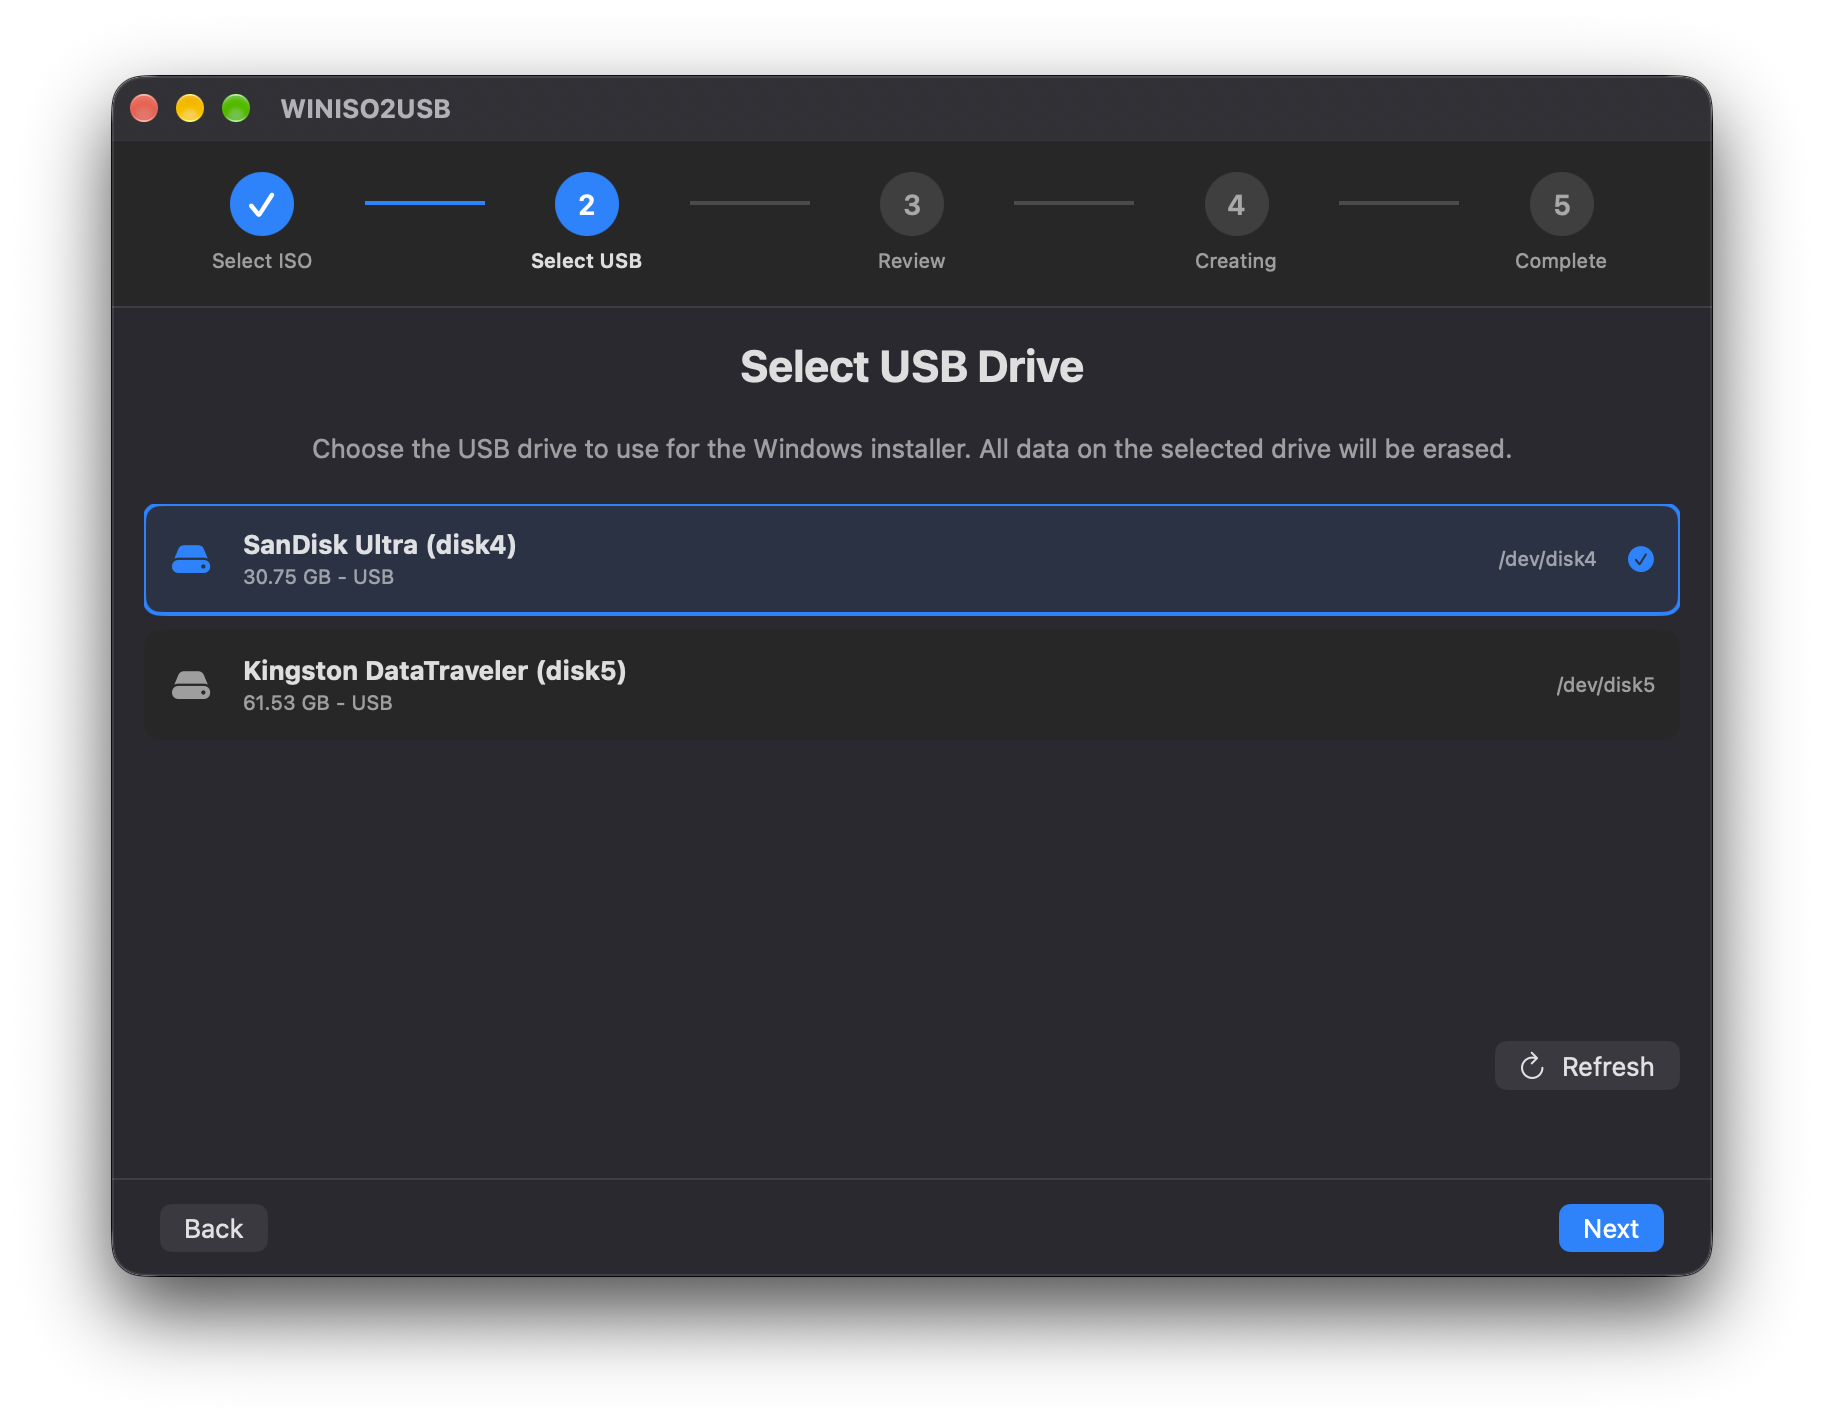 WINISO2USB
2 3 4 5
Select ISO Select USB Review Creating Complete
Select USB Drive
Choose the USB drive to use for the Windows installer. All data on the selected drive will be erased.
SanDisk Ultra (disk4)
30.75 GB - USB
/dev/disk4
Kingston DataTraveler (disk5)
61.53 GB - USB
/dev/disk5
Refresh
Back Next